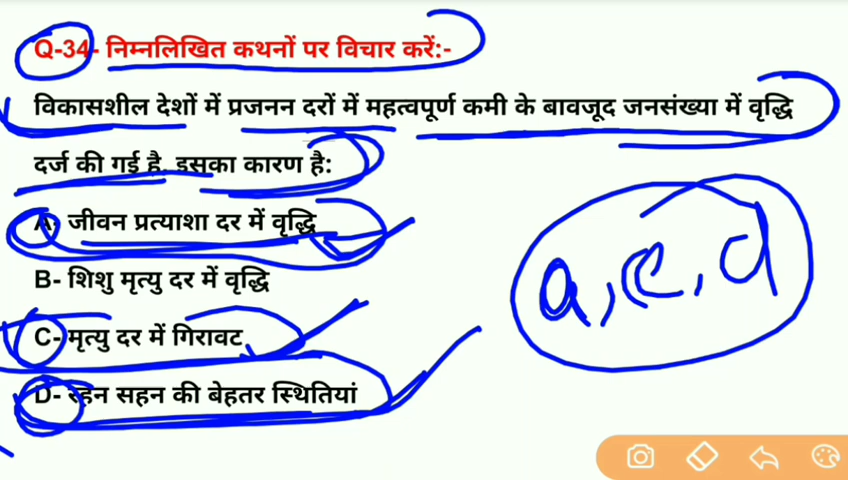 Q-34- निम्नलिखित कथनों पर विचार करें:-
विकासशील देशों में प्रजनन दरों में महत्वपूर्ण कमी के बावजूद जनसंख्या में वृद्धि
दर्ज की गई है, इसका कारण है:
A- जीवन प्रत्याशा दर में वृद्धि
B- शिशु मृत्यु दर में वृद्धि
C- मृत्यु दर में गिरावट
D- रहन सहन की बेहतर स्थितियां
a, c, d